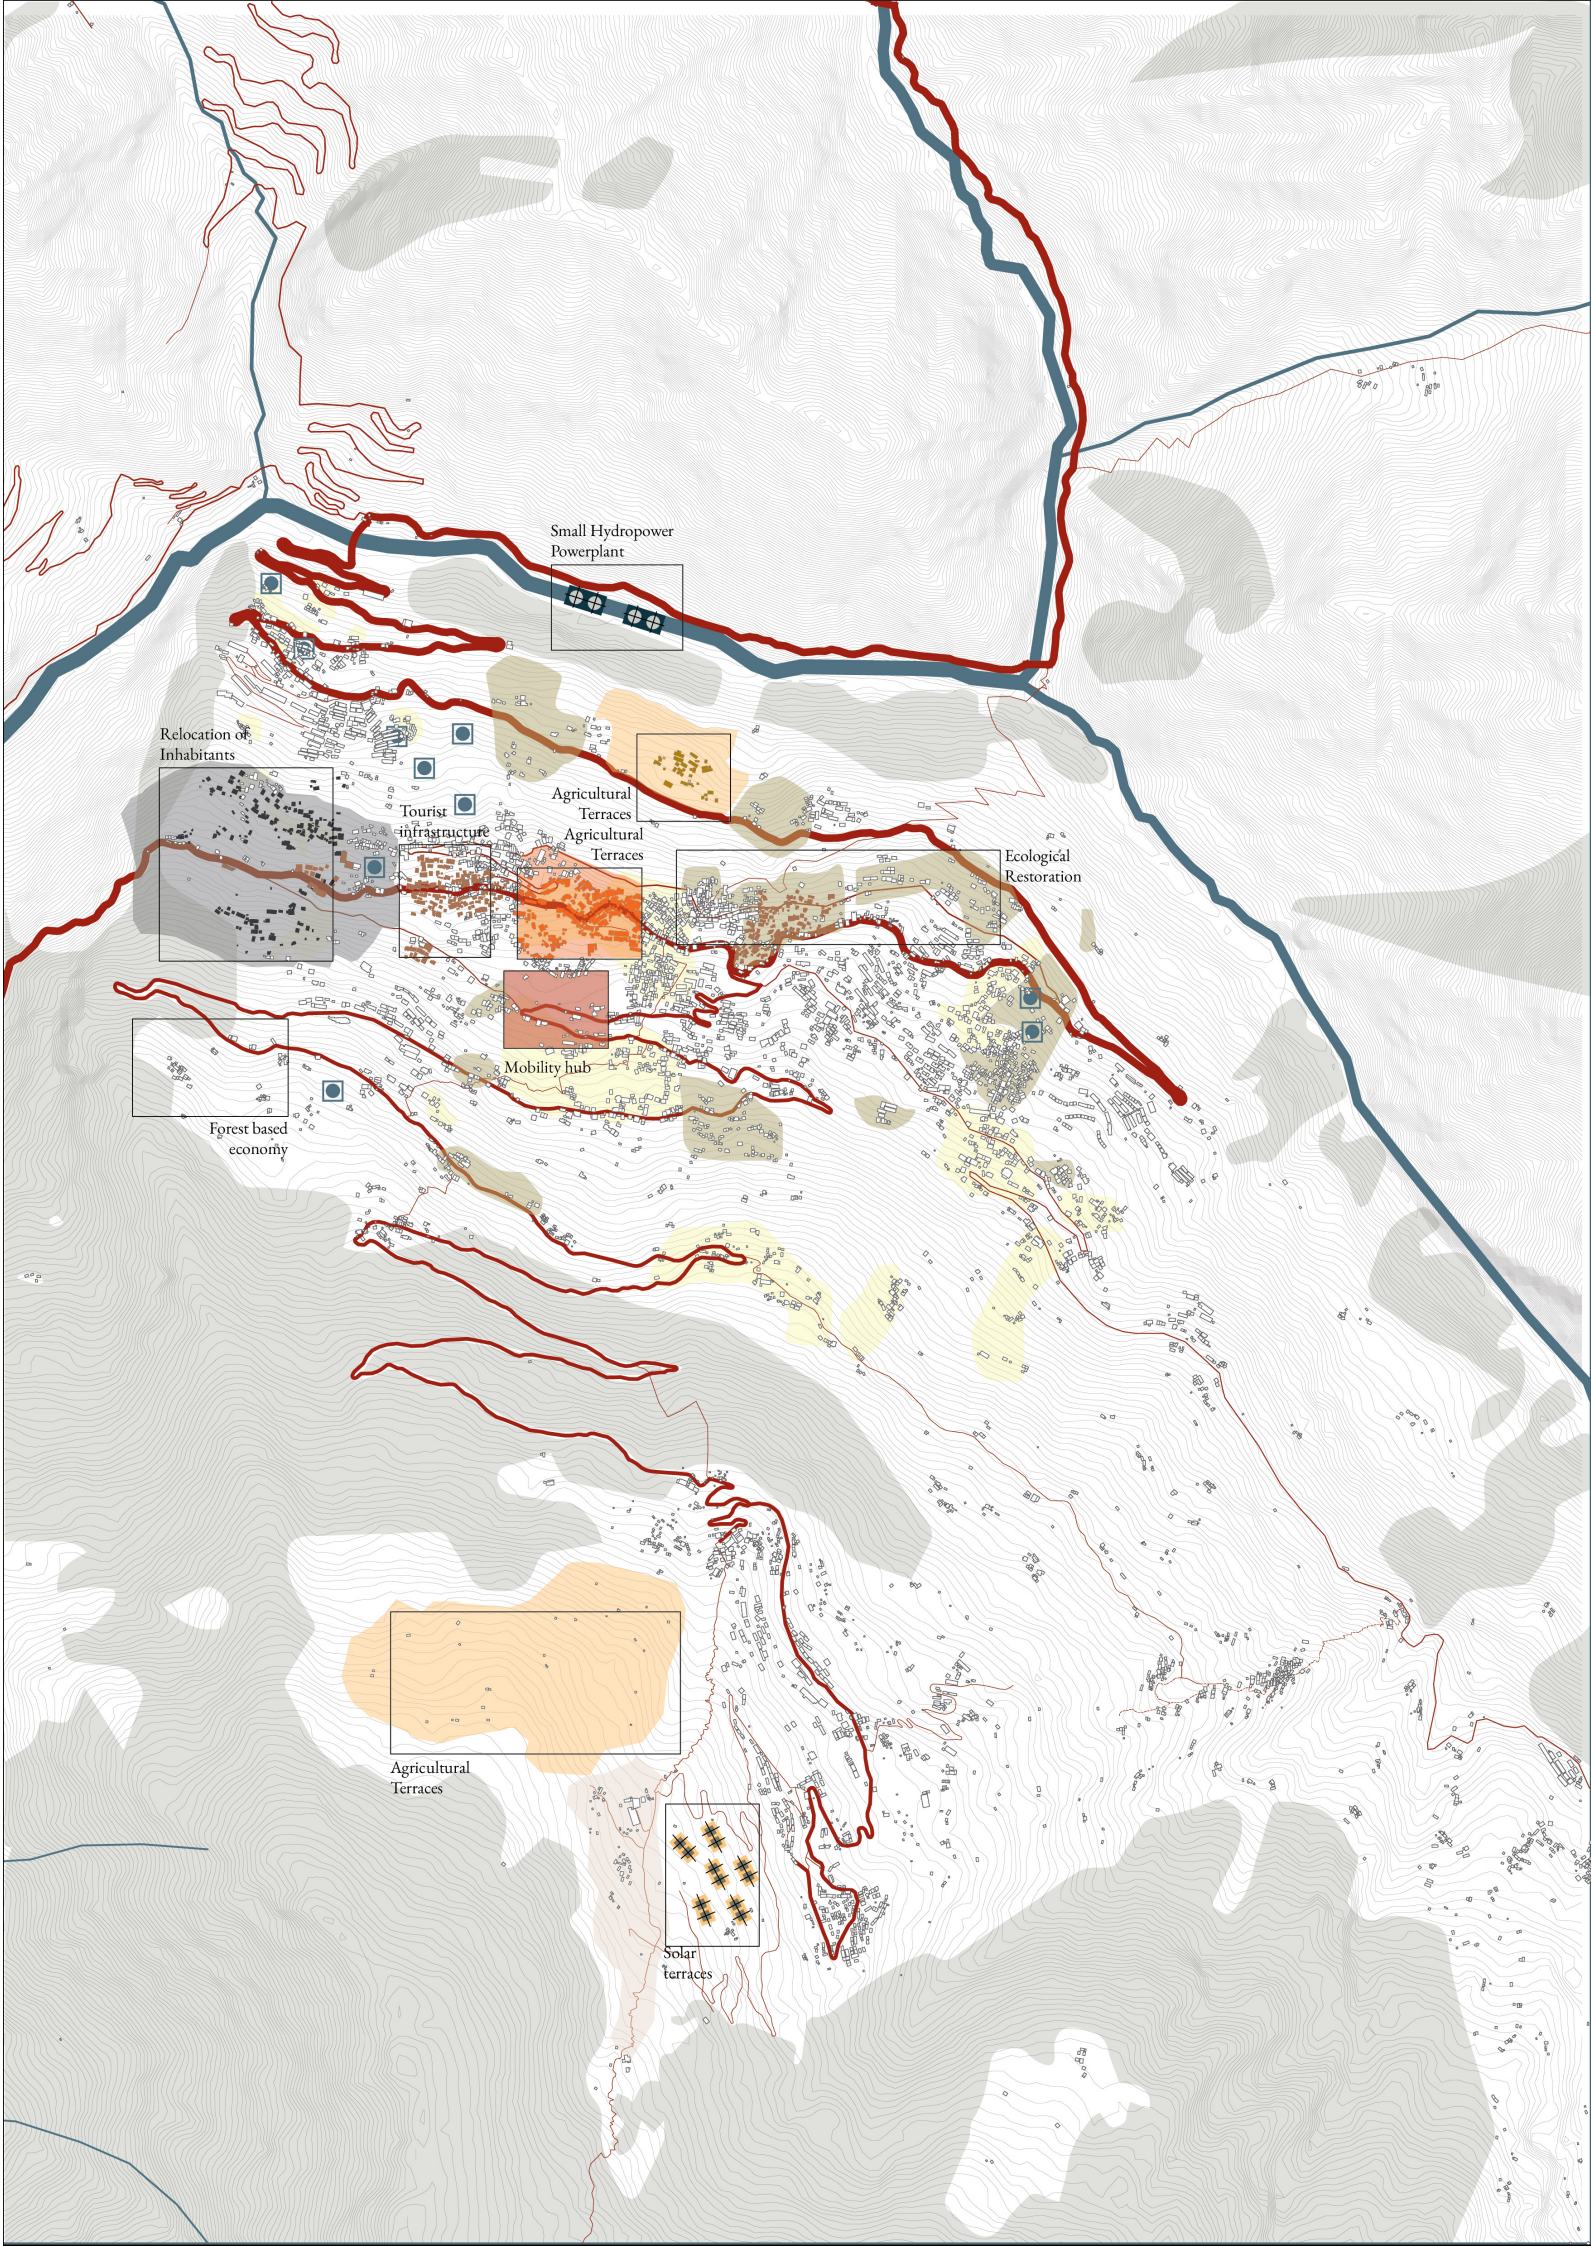 Small Hydropower
Powerplant
Relocation of
Inhabitants
Agricultural
Terraces
Tourist
infrastructure
Agricultural
Terraces
Ecological
Restoration
Mobility hub
Forest based
economy
Agricultural
Terraces
Solar
terraces